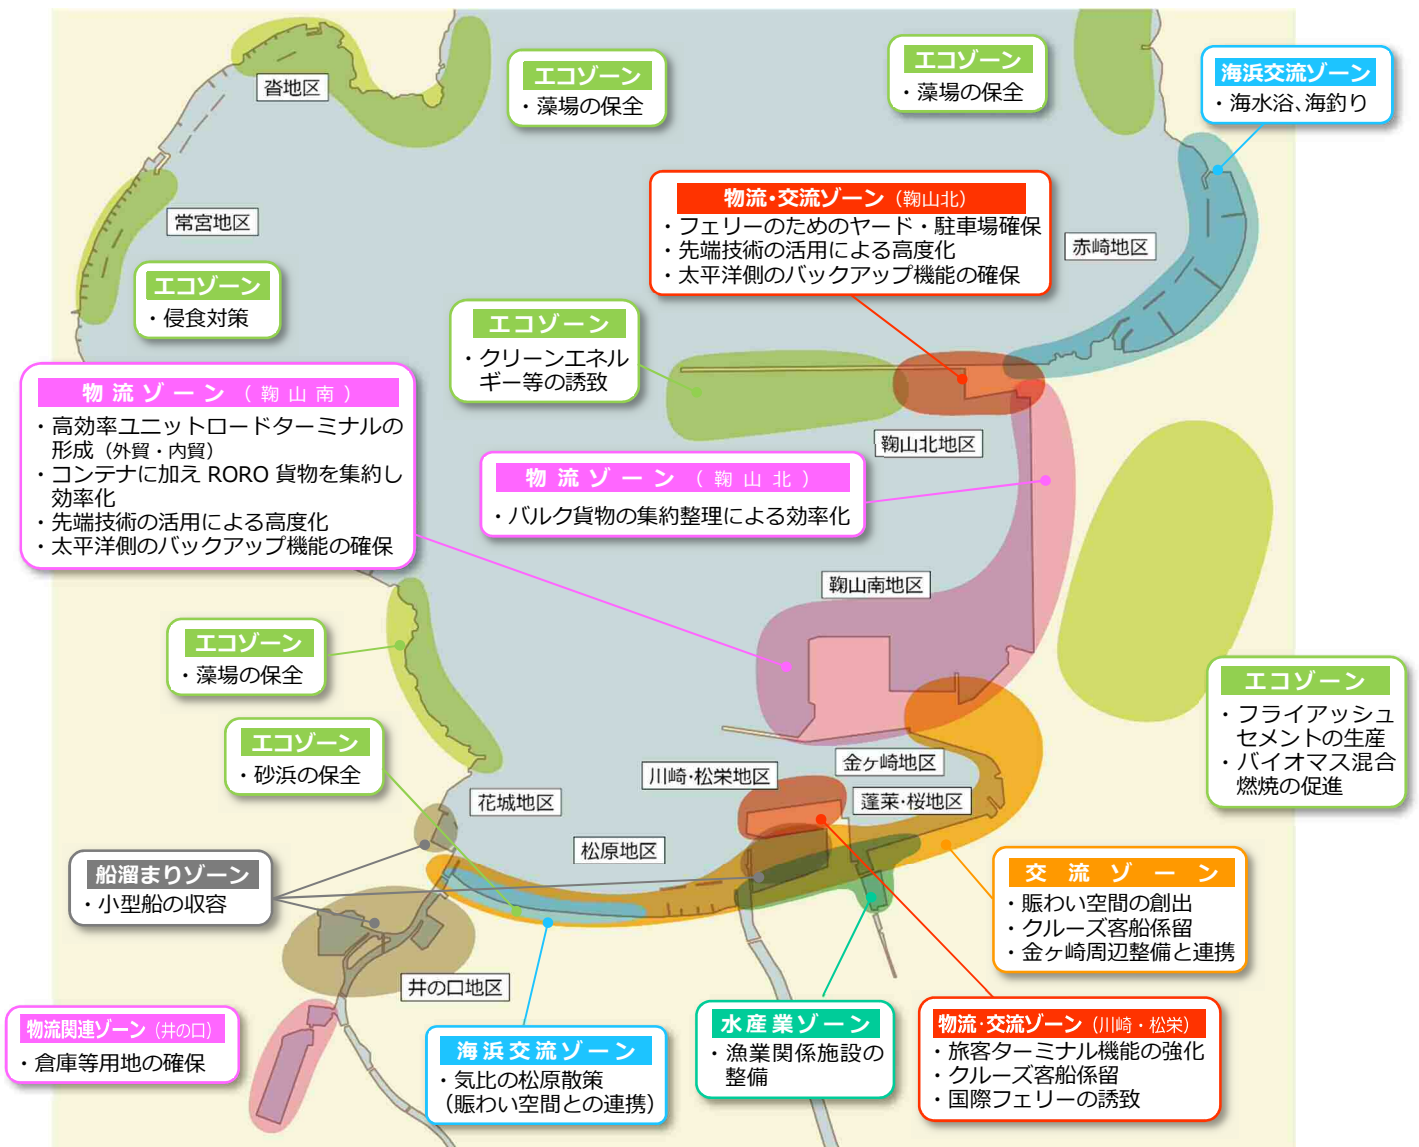 沓地区
エコゾーン
・藻場の保全
エコゾーン
・藻場の保全
海浜交流ゾーン
・海水浴、海釣り
常宮地区
エコゾーン
・侵食対策
物流・交流ゾーン（鞠山北）
・フェリーのためのヤード・駐車場確保
・先端技術の活用による高度化
・太平洋側のバックアップ機能の確保
赤崎地区
エコゾーン
・クリーンエネル
ギー等の誘致
物流ゾーン（鞠山南）
・高効率ユニットロードターミナルの
形成（外貿・内貿）
・コンテナに加え RORO 貨物を集約し
効率化
・先端技術の活用による高度化
・太平洋側のバックアップ機能の確保
鞠山北地区
物流ゾーン（鞠山北）
・バルク貨物の集約整理による効率化
鞠山南地区
エコゾーン
・藻場の保全
エコゾーン
・フライアッシュ
セメントの生産
・バイオマス混合
燃焼の促進
エコゾーン
・砂浜の保全
川崎・松栄地区
金ヶ崎地区
蓬莱・桜地区
花城地区
松原地区
船溜まりゾーン
・小型船の収容
交流ゾーン
・賑わい空間の創出
・クルーズ客船係留
・金ヶ崎周辺整備と連携
井の口地区
物流関連ゾーン（井の口）
・倉庫等用地の確保
海浜交流ゾーン
・気比の松原散策
（賑わい空間との連携）
水産業ゾーン
・漁業関係施設の
整備
物流・交流ゾーン（川崎・松栄）
・旅客ターミナル機能の強化
・クルーズ客船係留
・国際フェリーの誘致